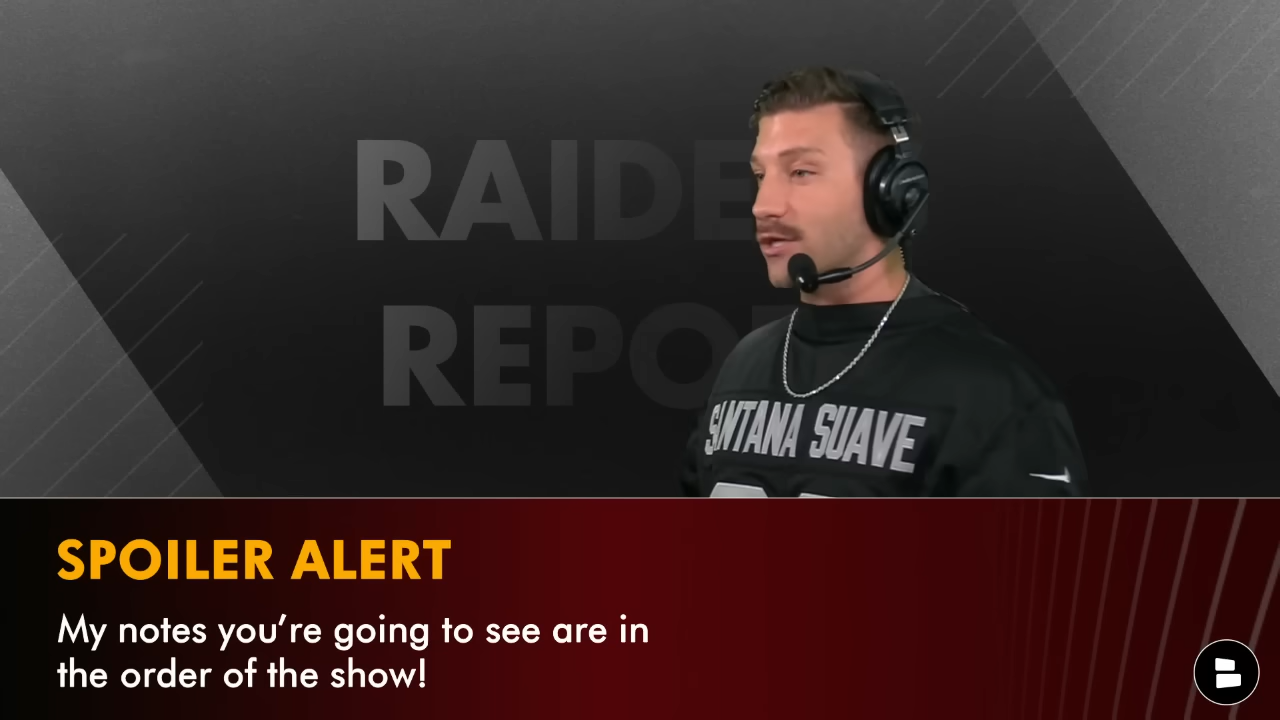 RAIDE
REPO
SANTANA SUAVE
SPOILER ALERT
My notes you’re going to see are in
the order of the show!